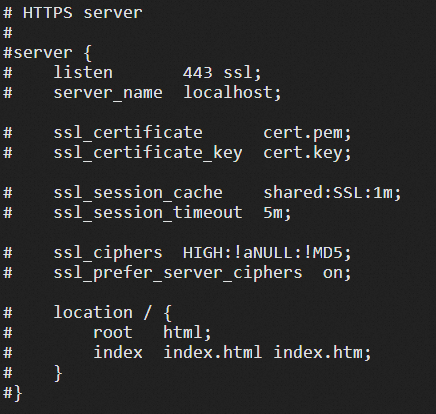 # HTTPS server
#
#server {
#    listen       443 ssl;
#    server_name  localhost;

#    ssl_certificate      cert.pem;
#    ssl_certificate_key  cert.key;

#    ssl_session_cache    shared:SSL:1m;
#    ssl_session_timeout  5m;

#    ssl_ciphers  HIGH:!aNULL:!MD5;
#    ssl_prefer_server_ciphers  on;

#    location / {
#        root   html;
#        index  index.html index.htm;
#    }
#}